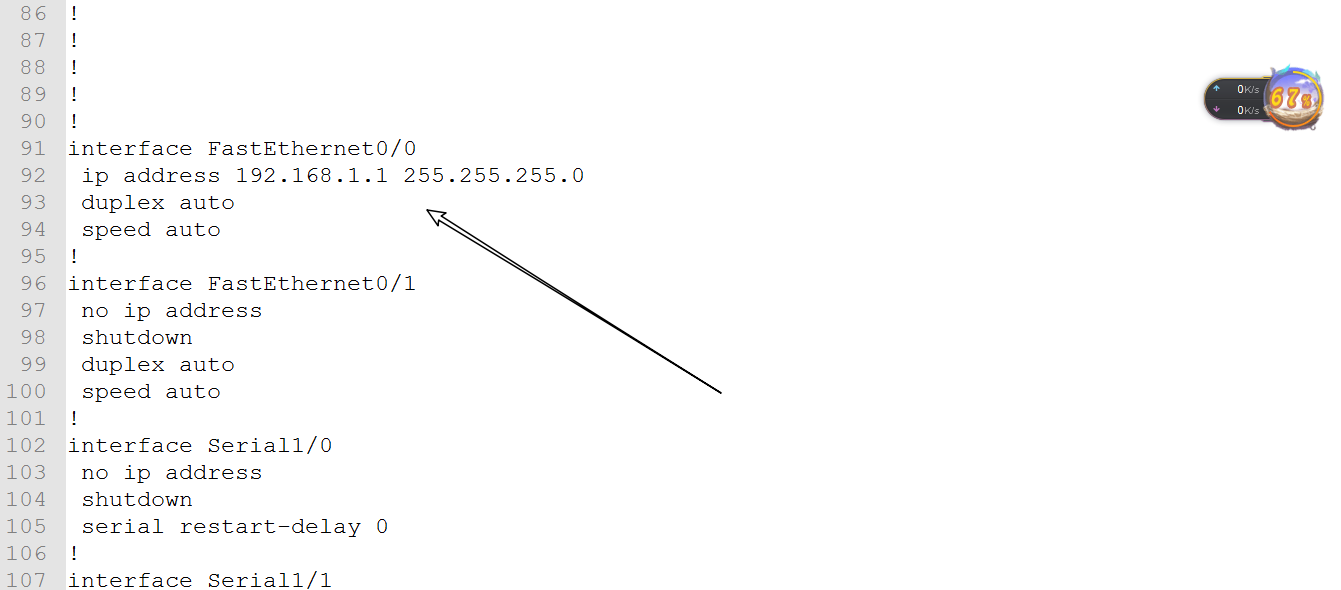 86 !
87 !
88 !
89 !
90 !
91 interface FastEthernet0/0
92 ip address 192.168.1.1 255.255.255.0
93 duplex auto
94 speed auto
95 !
96 interface FastEthernet0/1
97 no ip address
98 shutdown
99 duplex auto
100 speed auto
101 !
102 interface Serial1/0
103 no ip address
104 shutdown
105 serial restart-delay 0
106 !
107 interface Serial1/1
0K/s
0K/s
67%